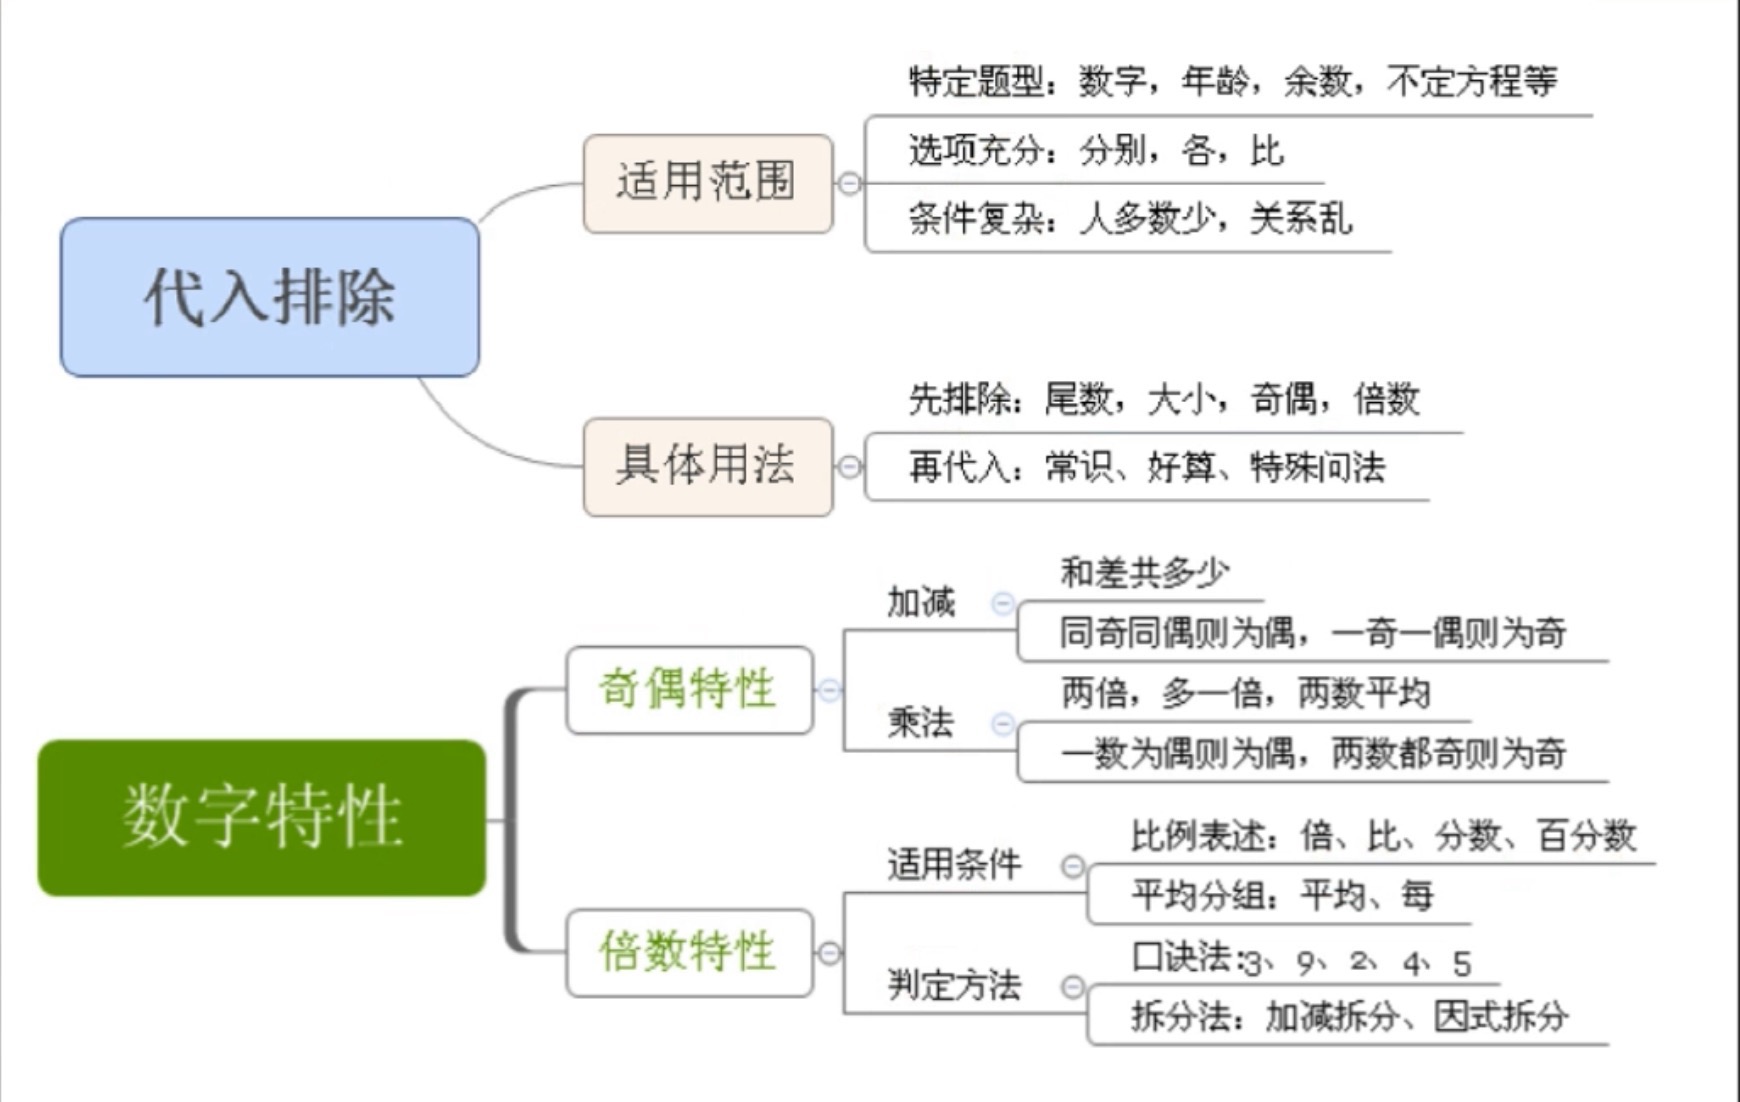 特定题型：数字，年龄，余数，不定方程等
适用范围
选项充分：分别，各，比
条件复杂：人多数少，关系乱
代入排除
先排除：尾数，大小，奇偶，倍数
具体用法
再代入：常识、好算、特殊问法
和差共多少
加减
同奇同偶则为偶，一奇一偶则为奇
奇偶特性
两倍，多一倍，两数平均
乘法
一数为偶则为偶，两数都奇则为奇
数字特性
比例表述：倍、比、分数、百分数
适用条件
平均分组：平均、每
倍数特性
口诀法:3、9、2、4、5
判定方法
拆分法：加减拆分、因式拆分